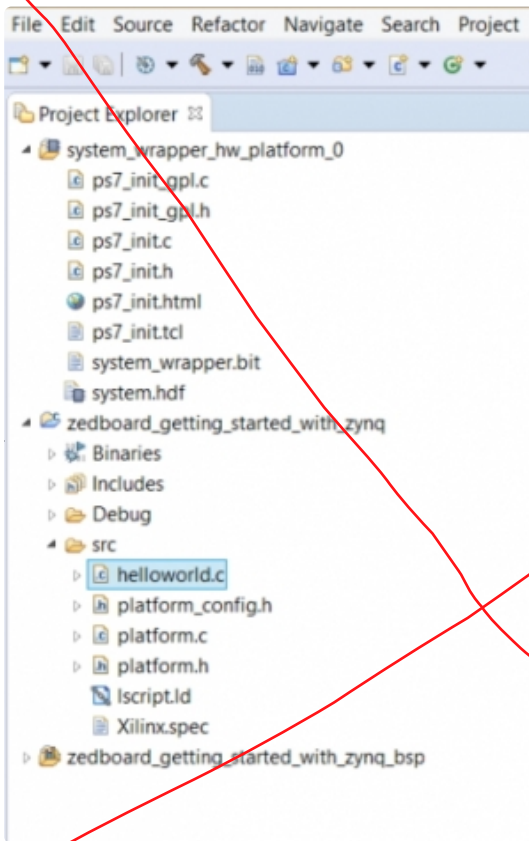 File Edit Source Refactor Navigate Search Project
Project Explorer
system_wrapper_hw_platform_0
ps7_init_gpl.c
ps7_init_gpl.h
ps7_init.c
ps7_init.h
ps7_init.html
ps7_init.tcl
system_wrapper.bit
system.hdf
zedboard_getting_started_with_zynq
Binaries
Includes
Debug
src
helloworld.c
platform_config.h
platform.c
platform.h
lscript.ld
Xilinx.spec
zedboard_getting_started_with_zynq_bsp